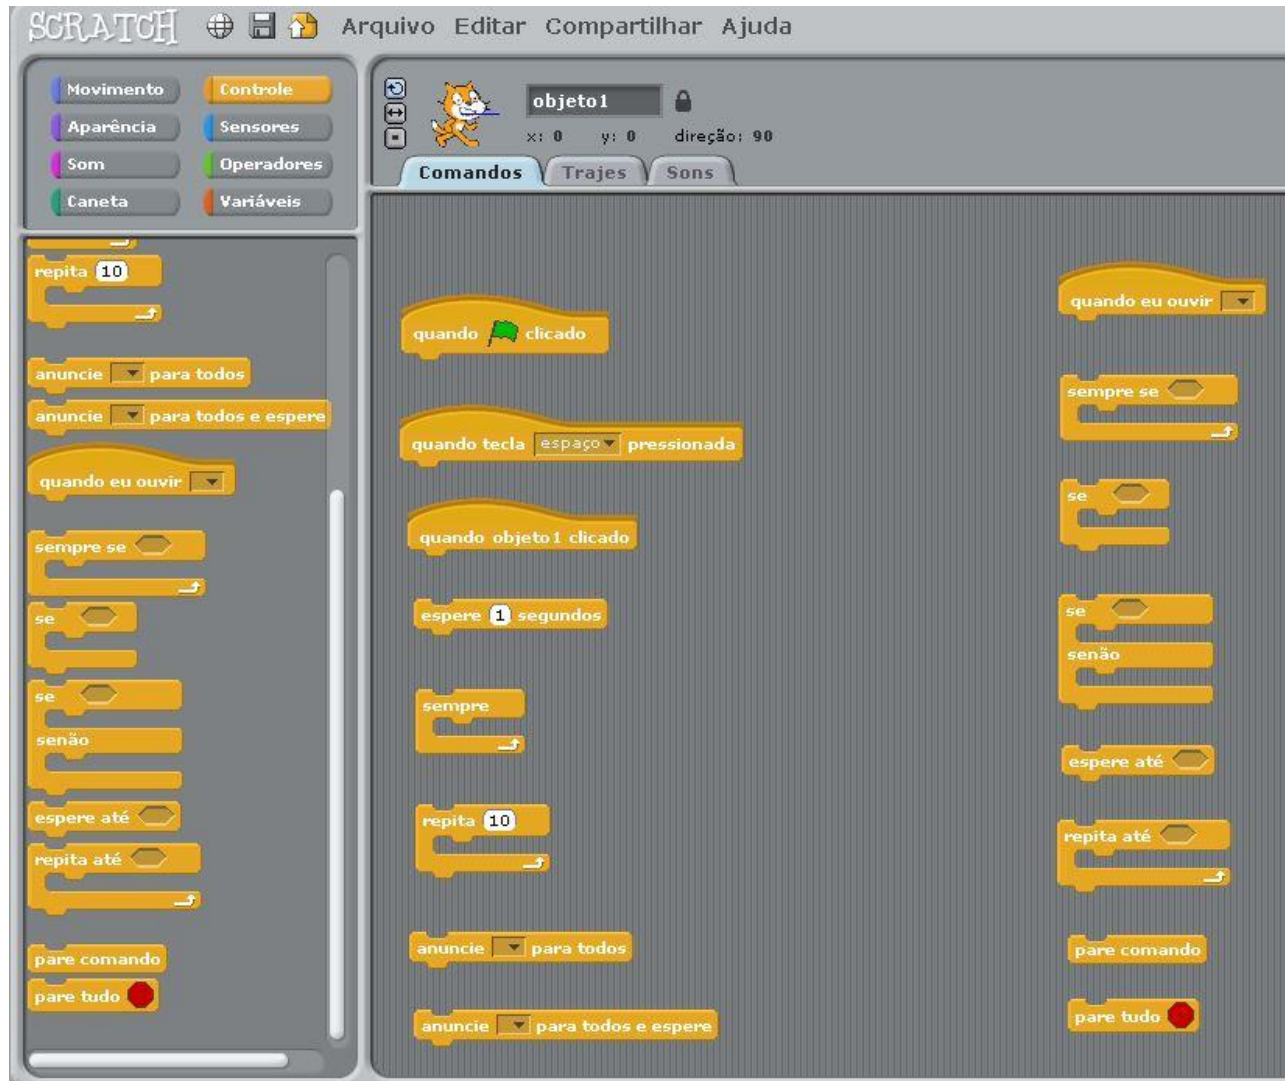 SCRATCH Arquivo Editar Compartilhar Ajuda
Movimento Controle
Aparência Sensores
Som Operadores
Caneta Variáveis
objeto1
x: 0 y: 0 direção: 90
Comandos Trajes Sons
repita 10
anuncie para todos
anuncie para todos e espere
quando eu ouvir
sempre se
se
se
senão
espere até
repita até
pare comando
pare tudo
quando clicado
quando tecla espaço pressionada
quando objeto1 clicado
espere 1 segundos
sempre
repita 10
anuncie para todos
anuncie para todos e espere
quando eu ouvir
sempre se
se
se
senão
espere até
repita até
pare comando
pare tudo